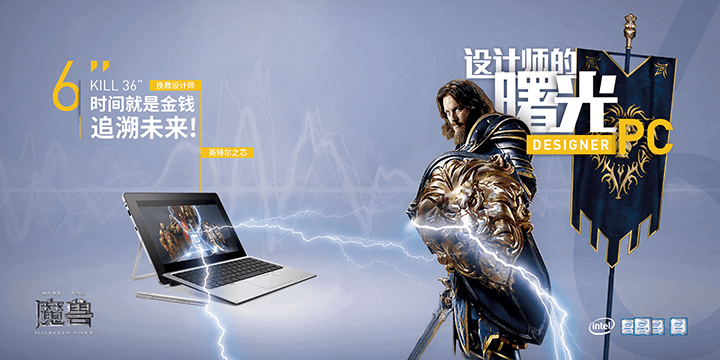 6”
KILL 36”
挽救设计师
时间就是金钱
追溯未来!
英特尔之芯
设计师的
曙光
DESIGNER
PC
魔兽
intel